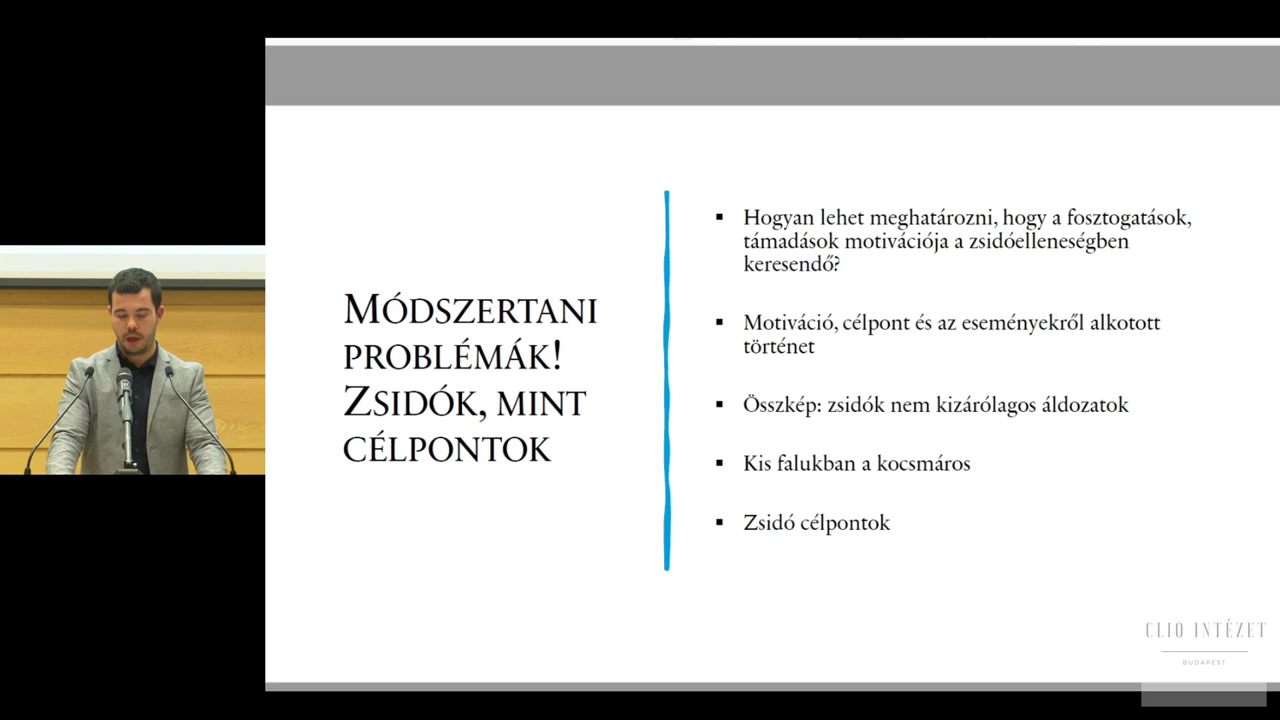 MÓDSZERTANI
PROBLÉMÁK!
ZSIDÓK, MINT
CÉLPONTOK
▪ Hogyan lehet meghatározni, hogy a fosztogatások,
támadások motivációja a zsidóelleneségben
keresendő?
▪ Motiváció, célpont és az eseményekről alkotott
történet
▪ Összkép: zsidók nem kizárólagos áldozatok
▪ Kis falukban a kocsmáros
▪ Zsidó célpontok
CLIO INTÉZET
BUDAPEST